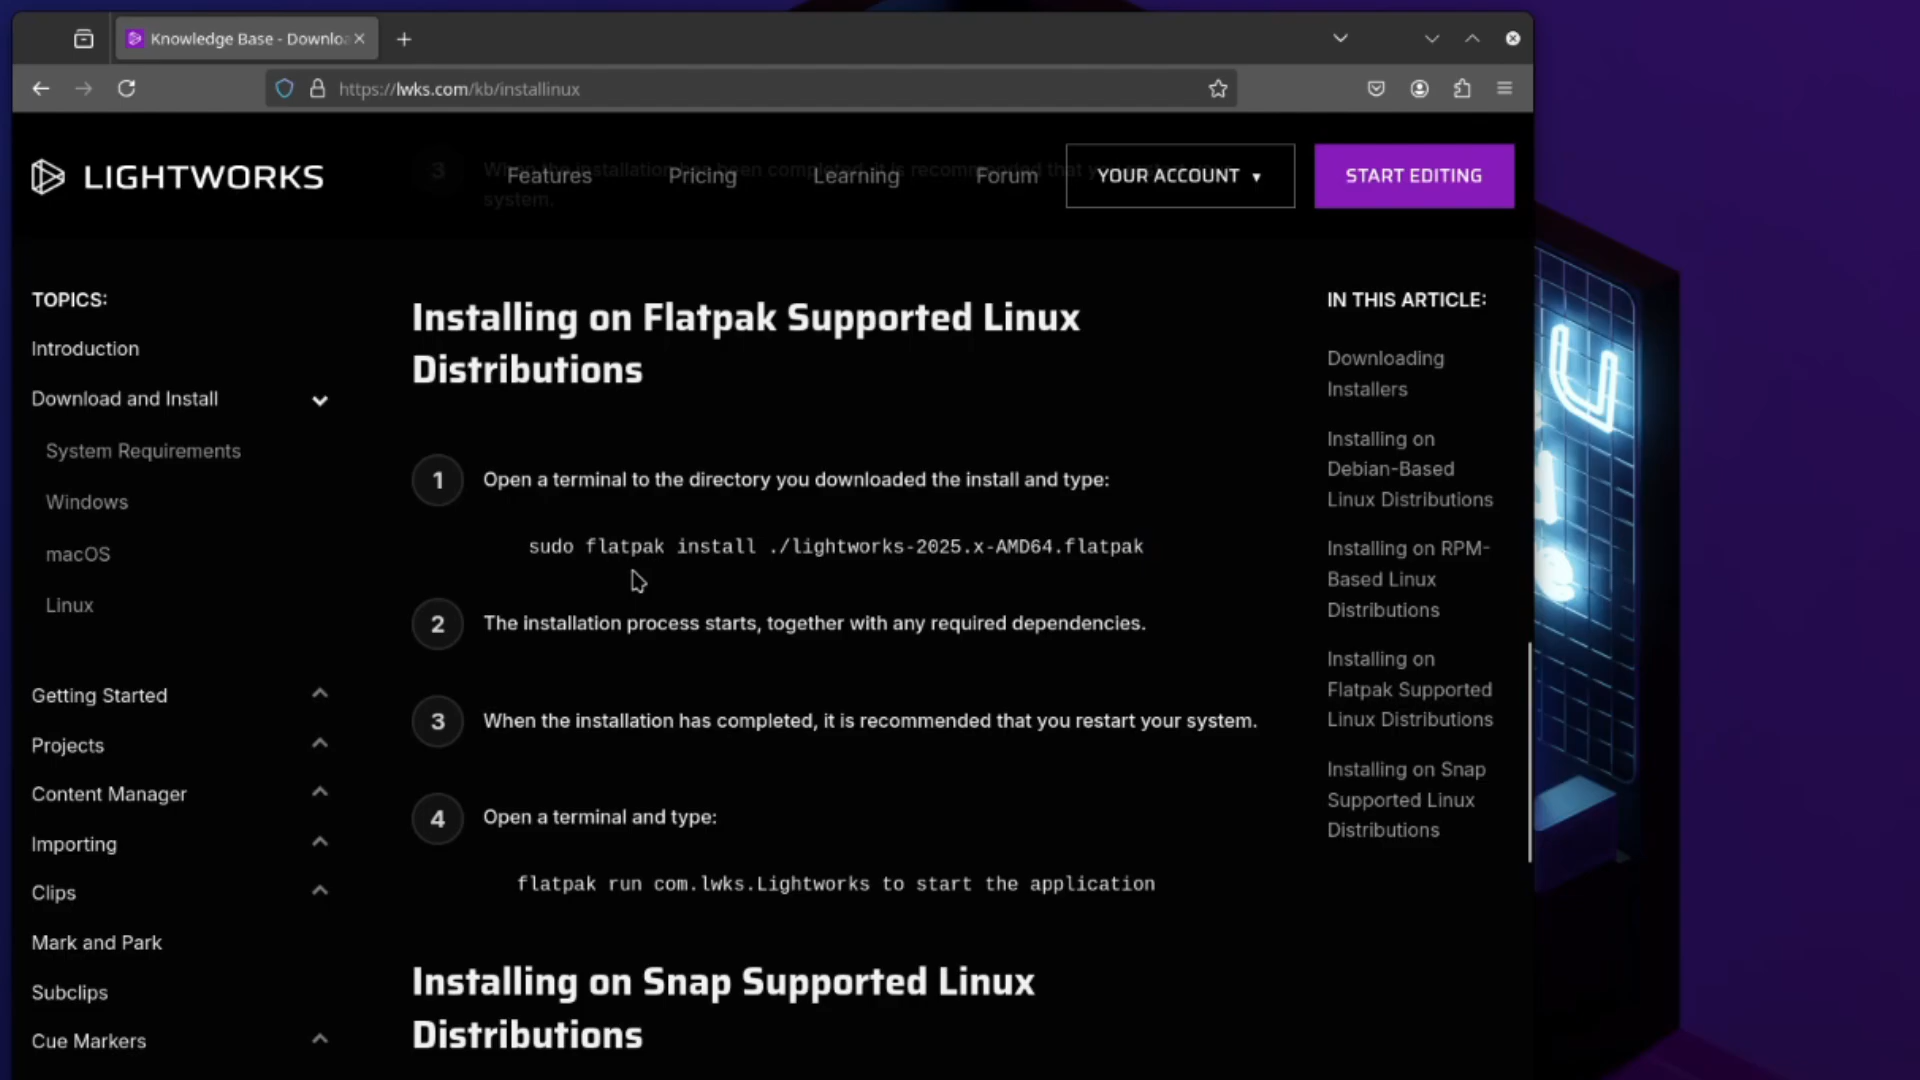 Knowledge Base - Downlo
https://lwks.com/kb/installinux
LIGHTWORKS
Features
Pricing
Learning
Forum
YOUR ACCOUNT ▾
START EDITING
3
When the installation has been completed, it is recommended that you
system.
TOPICS:
Introduction
Download and Install
System Requirements
Windows
macOS
Linux
Getting Started
Projects
Content Manager
Importing
Clips
Mark and Park
Subclips
Cue Markers
Installing on Flatpak Supported Linux
Distributions
1
Open a terminal to the directory you downloaded the install and type:
sudo flatpak install ./lightworks-2025.x-AMD64.flatpak
2
The installation process starts, together with any required dependencies.
3
When the installation has completed, it is recommended that you restart your system.
4
Open a terminal and type:
flatpak run com.lwks.Lightworks to start the application
Installing on Snap Supported Linux
Distributions
IN THIS ARTICLE:
Downloading
Installers
Installing on
Debian-Based
Linux Distributions
Installing on RPM-
Based Linux
Distributions
Installing on
Flatpak Supported
Linux Distributions
Installing on Snap
Supported Linux
Distributions
U